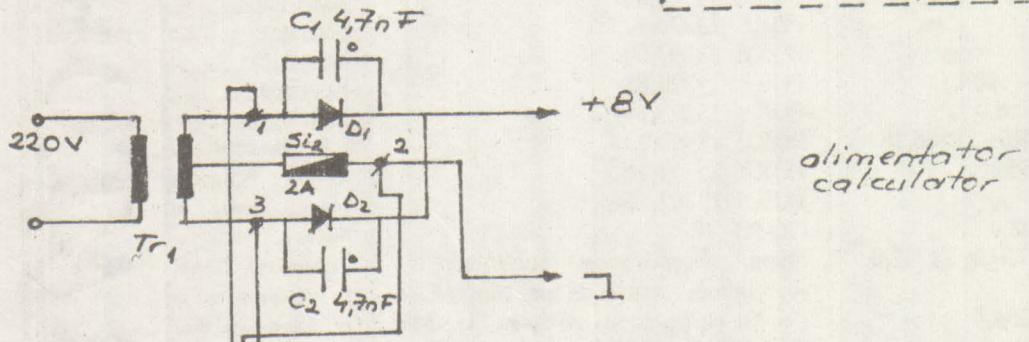 C1 4,7nF
+8V
1
D1
220V
Si2
2
2A
alimentator
calculator
3
D2
Tr1
C2 4,7nF